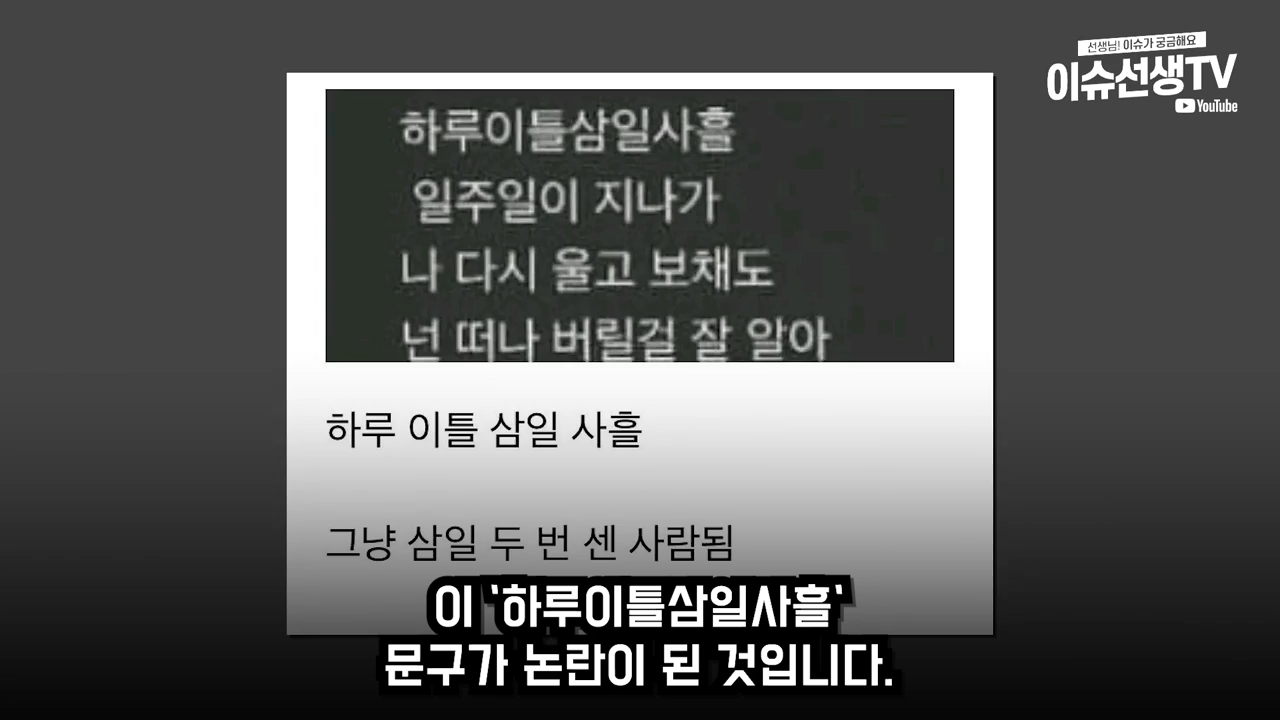 선생님! 이슈가 궁금해요
이슈선생TV
YouTube
하루이틀삼일사흘
일주일이 지나가
나 다시 울고 보채도
넌 떠나 버릴걸 잘 알아
하루 이틀 삼일 사흘
그냥 삼일 두 번 센 사람됨
이 '하루이틀삼일사흘'
문구가 논란이 된 것입니다.